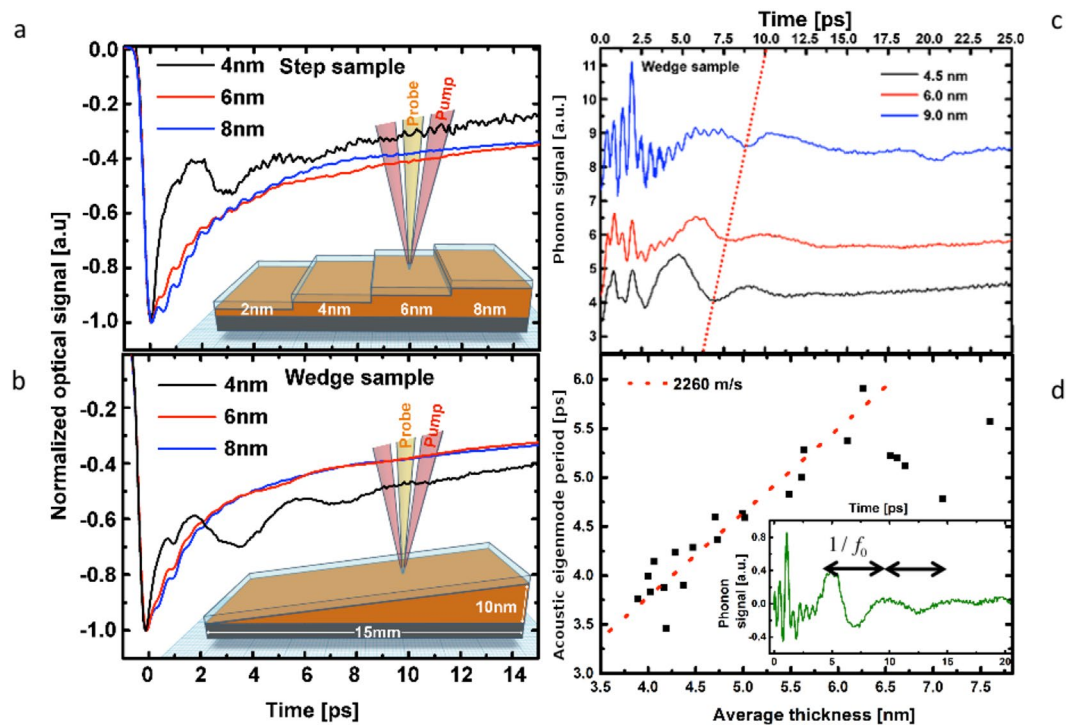 a
Normalized optical signal [a.u]
0.0
-0.2
-0.4
-0.6
-0.8
-1.0
4nm
6nm
8nm
Step sample
Probe
Pump
2nm
4nm
6nm
8nm
b
-0.2
-0.4
-0.6
-0.8
-1.0
4nm
6nm
8nm
Wedge sample
Probe
Pump
10nm
15mm
0 2 4 6 8 10 12 14
Time [ps]
c
Time [ps]
0.0 2.5 5.0 7.5 10.0 12.5 15.0 17.5 20.0 22.5 25.0
Phonon signal [a.u.]
11
10
9
8
7
6
5
4
3
Wedge sample
4.5 nm
6.0 nm
9.0 nm
d
Acoustic eigenmode period [ps]
6.0
5.5
5.0
4.5
4.0
3.5
2260 m/s
Time [ps]
1/f₀
Phonon
signal [a.u.]
0.4
0.0
-0.4
0 5 10 15 20
3.5 4.0 4.5 5.0 5.5 6.0 6.5 7.0 7.5
Average thickness [nm]